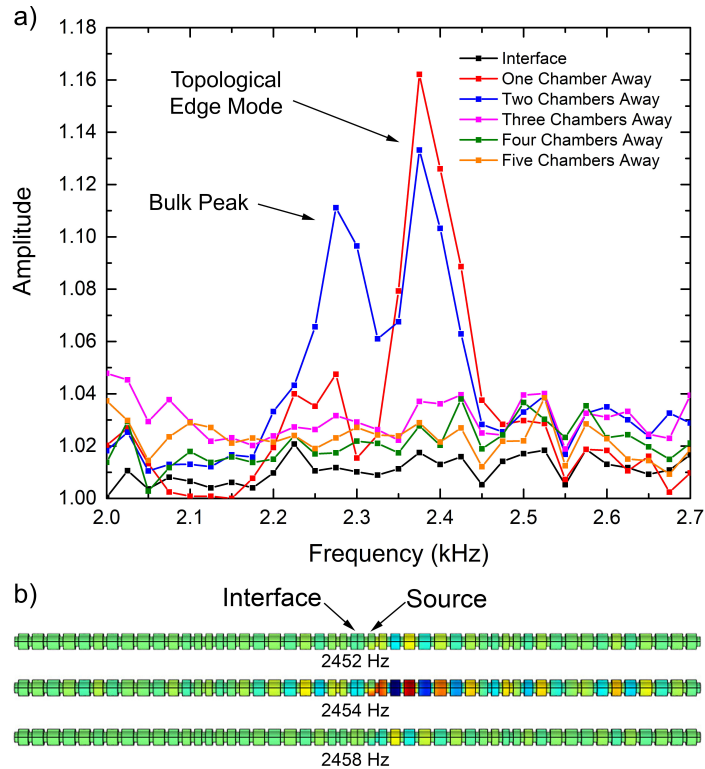 a)
1.18
1.16
1.14
1.12
1.10
1.08
1.06
1.04
1.02
1.00
Amplitude
Topological
Edge Mode
Bulk Peak
Interface
One Chamber Away
Two Chambers Away
Three Chambers Away
Four Chambers Away
Five Chambers Away
2.0 2.1 2.2 2.3 2.4 2.5 2.6 2.7
Frequency (kHz)
b)
Interface Source
2452 Hz
2454 Hz
2458 Hz